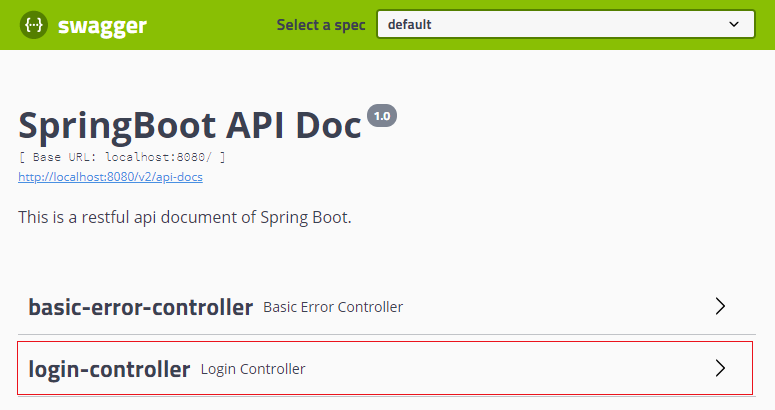 {···} swagger Select a spec default
SpringBoot API Doc 1.0
[ Base URL: localhost:8080/ ]
http://localhost:8080/v2/api-docs
This is a restful api document of Spring Boot.
basic-error-controller Basic Error Controller
login-controller Login Controller